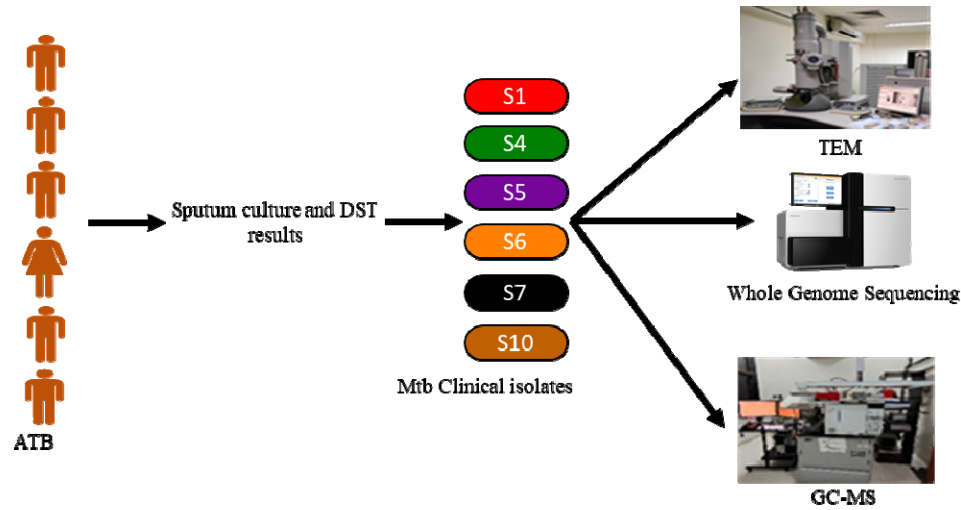 ATB
Sputum culture and DST
results
S1
S4
S5
S6
S7
S10
Mtb Clinical isolates
TEM
Whole Genome Sequencing
GC-MS